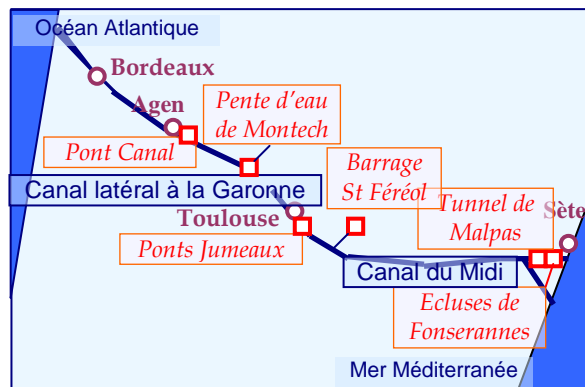 Océan Atlantique
Bordeaux
Agen
Pente d'eau
de Montech
Pont Canal
Canal latéral à la Garonne
Barrage
St Féréol
Toulouse
Tunnel de
Malpas
Sète
Ponts Jumeaux
Canal du Midi
Ecluses de
Fonserannes
Mer Méditerranée